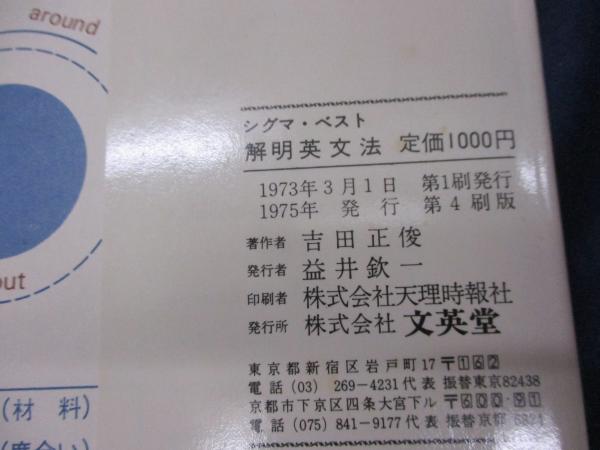 around
out
(材 料)
(度合い)
シグマ・ベスト
解明英文法 定価1000円
1973年3月1日 第1刷発行
1975年 発 行 第4刷版
著作者 吉田正俊
発行者 益井欽一
印刷者 株式会社天理時報社
発行所 株式会社 文英堂
東京都新宿区岩戸町17 〒162
電話(03) 269-4231代表 振替東京82438
京都市下京区四条大宮下ル 〒600-91
電話(075) 841-9177代表 振替京都